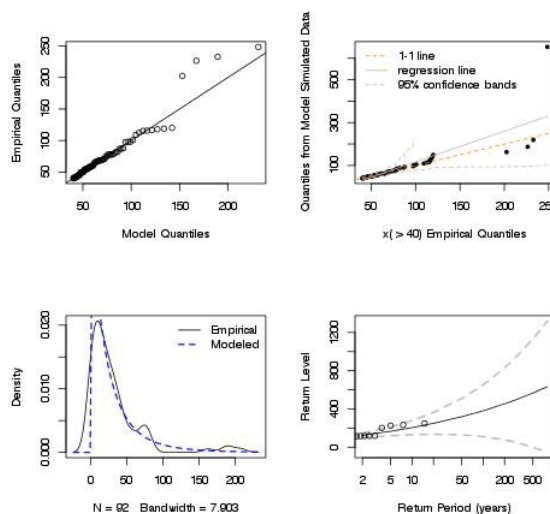 Empirical Quantiles
250
200
150
100
50
50
100
150
200
Model Quantiles
Quantiles from Model Simulated Data
600
400
100
1-1 line
regression line
95% confidence bands
50
100
150
200
250
x( > 40) Empirical Quantiles
Density
0.020
0.010
0.000
Empirical
Modeled
0
50
100
150
200
N = 92 Bandwidth = 7.903
Return Level
1200
800
400
0
2
5
10
50
200
500
Return Period (years)